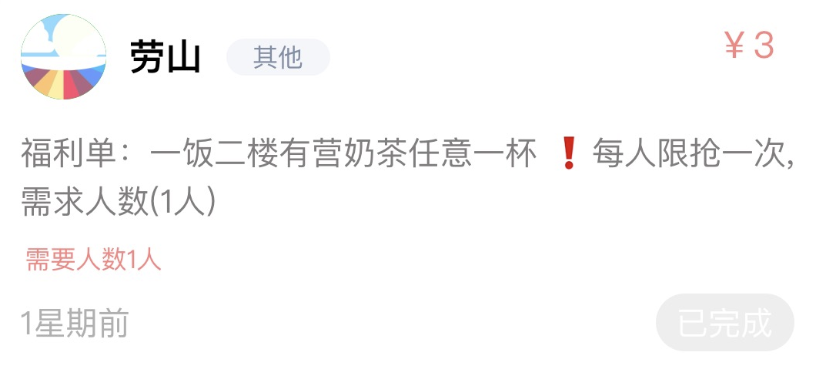 劳山 其他 ￥3
福利单：一饭二楼有营奶茶任意一杯 ❗ 每人限抢一次,
需求人数(1人)
需要人数1人
1星期前 已完成